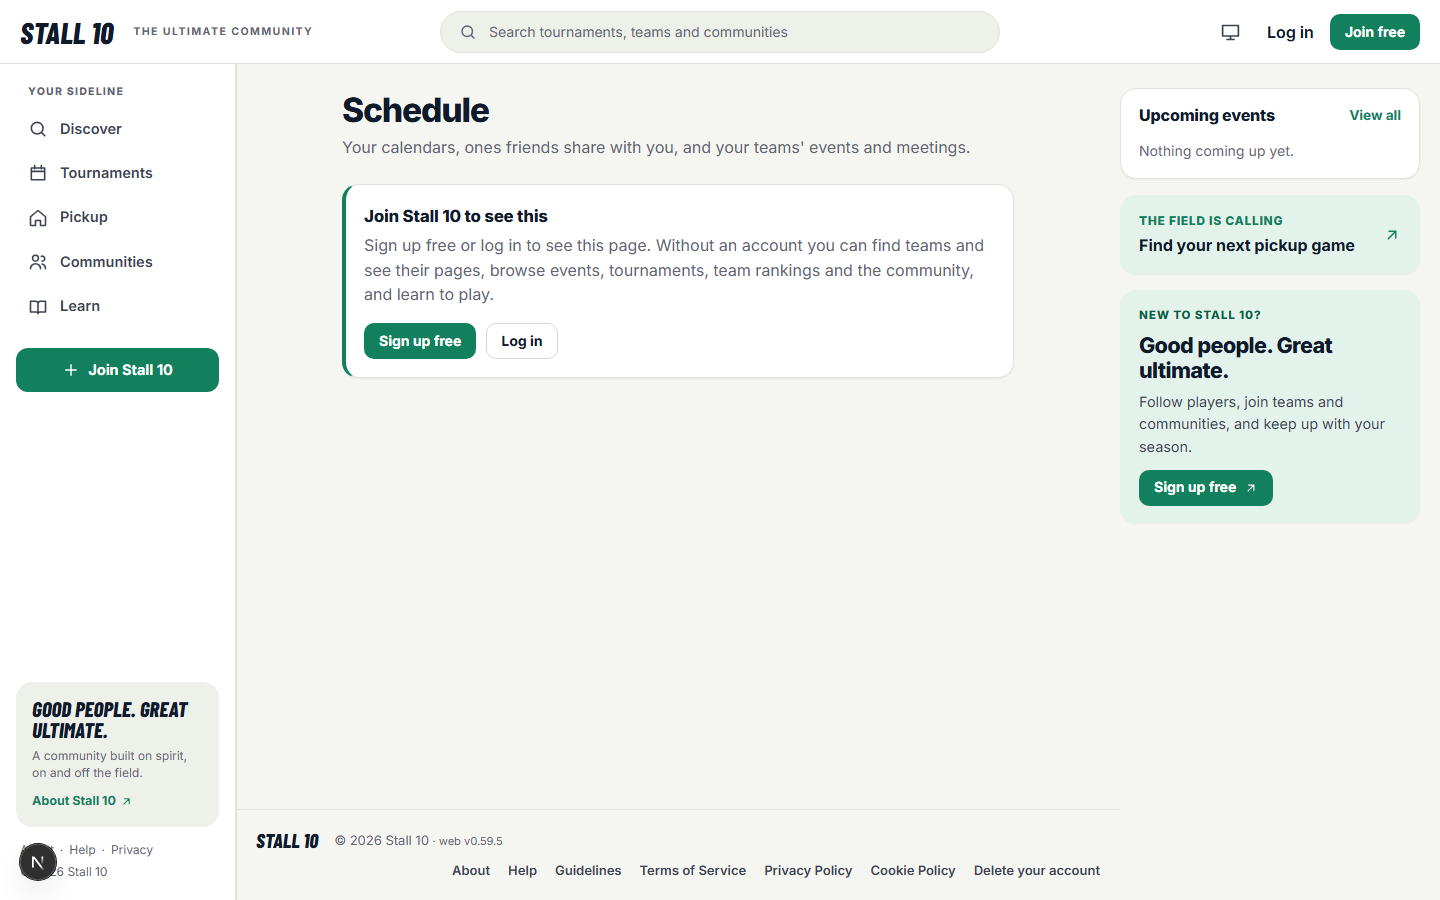 STALL 10
THE ULTIMATE COMMUNITY
Search tournaments, teams and communities
Log in
Join free
YOUR SIDELINE
Discover
Tournaments
Pickup
Communities
Learn
Join Stall 10
GOOD PEOPLE. GREAT
ULTIMATE.
A community built on spirit,
on and off the field.
About Stall 10
· Help · Privacy
Stall 10
Schedule
Your calendars, ones friends share with you, and your teams' events and meetings.
Join Stall 10 to see this
Sign up free or log in to see this page. Without an account you can find teams and
see their pages, browse events, tournaments, team rankings and the community,
and learn to play.
Sign up free
Log in
Upcoming events
View all
Nothing coming up yet.
THE FIELD IS CALLING
Find your next pickup game
NEW TO STALL 10?
Good people. Great
ultimate.
Follow players, join teams and
communities, and keep up with your
season.
Sign up free
STALL 10
© 2026 Stall 10 · web v0.59.5
About
Help
Guidelines
Terms of Service
Privacy Policy
Cookie Policy
Delete your account
N